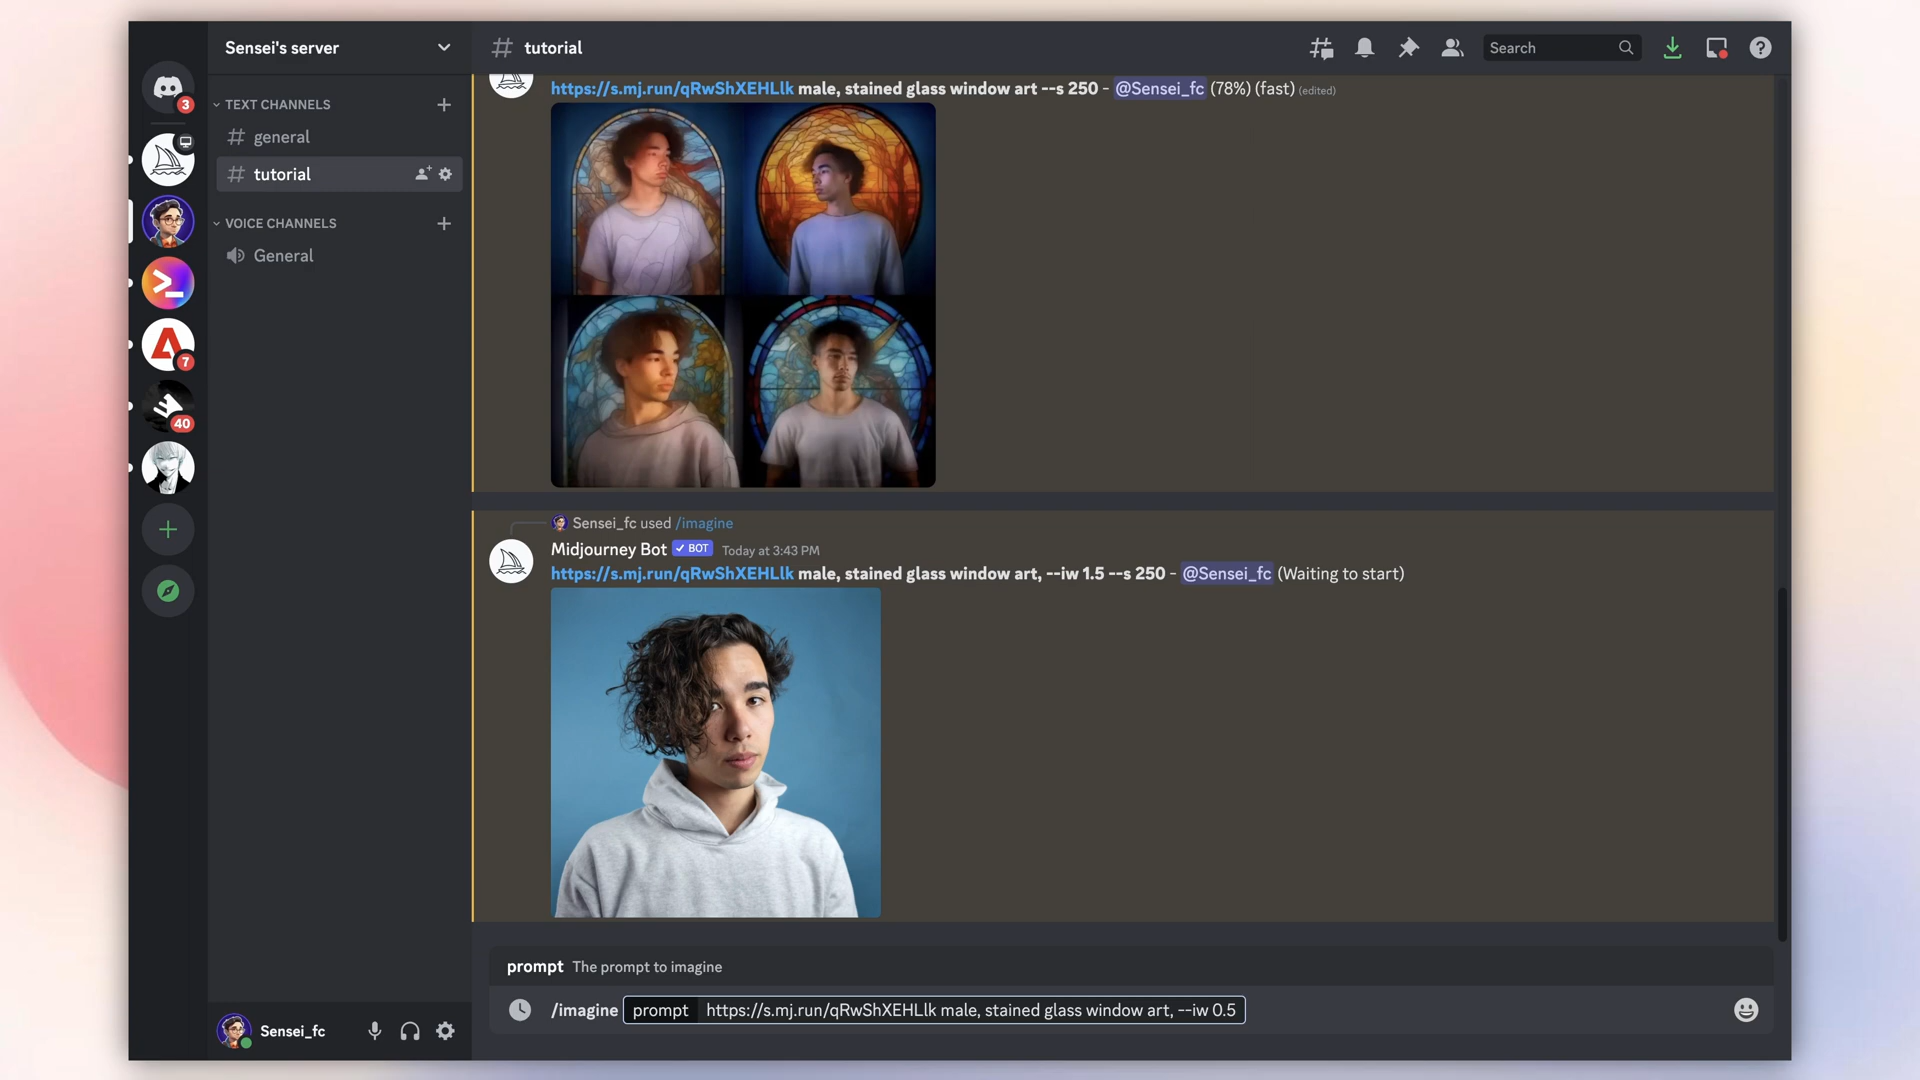 Sensei's server
tutorial
Search
3
TEXT CHANNELS
general
tutorial
VOICE CHANNELS
General
7
40
https://s.mj.run/qRwShXEHLlk male, stained glass window art --s 250 - @Sensei_fc (78%) (fast) (edited)
Sensei_fc used /imagine
Midjourney Bot BOT Today at 3:43 PM
https://s.mj.run/qRwShXEHLlk male, stained glass window art, --iw 1.5 --s 250 - @Sensei_fc (Waiting to start)
prompt The prompt to imagine
/imagine prompt https://s.mj.run/qRwShXEHLlk male, stained glass window art, --iw 0.5
Sensei_fc